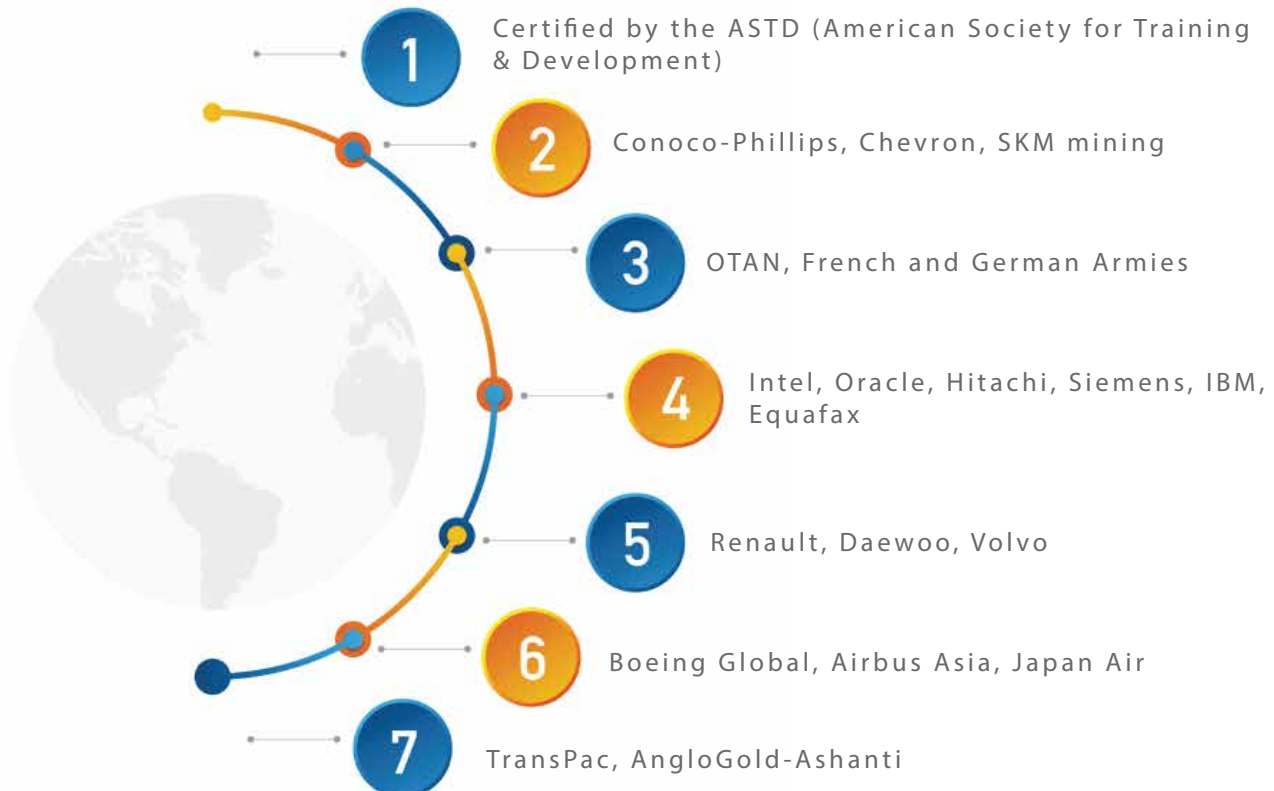 1
Certified by the ASTD (American Society for Training
& Development)
2
Conoco-Phillips, Chevron, SKM mining
3
OTAN, French and German Armies
4
Intel, Oracle, Hitachi, Siemens, IBM,
Equafax
5
Renault, Daewoo, Volvo
6
Boeing Global, Airbus Asia, Japan Air
7
TransPac, AngloGold-Ashanti